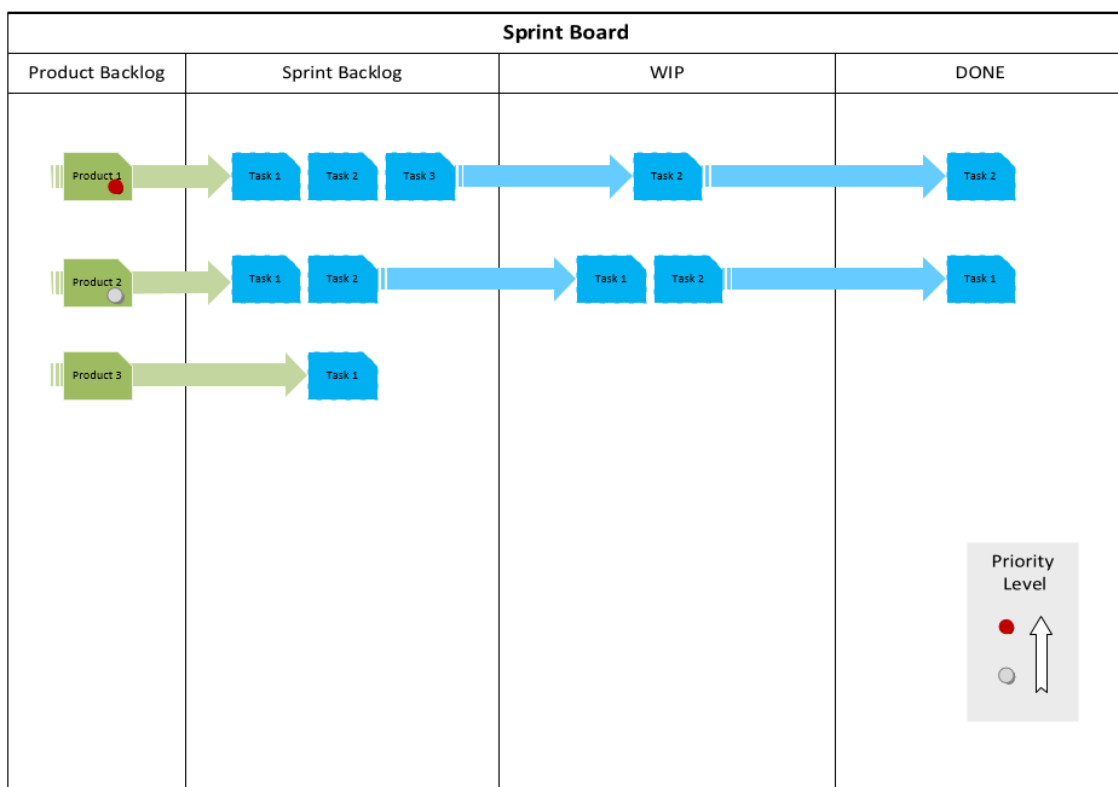 Sprint Board
Product Backlog
Sprint Backlog
WIP
DONE
Product 1
Task 1
Task 2
Task 3
Task 2
Task 2
Product 2
Task 1
Task 2
Task 1
Task 2
Task 1
Product 3
Task 1
Priority
Level